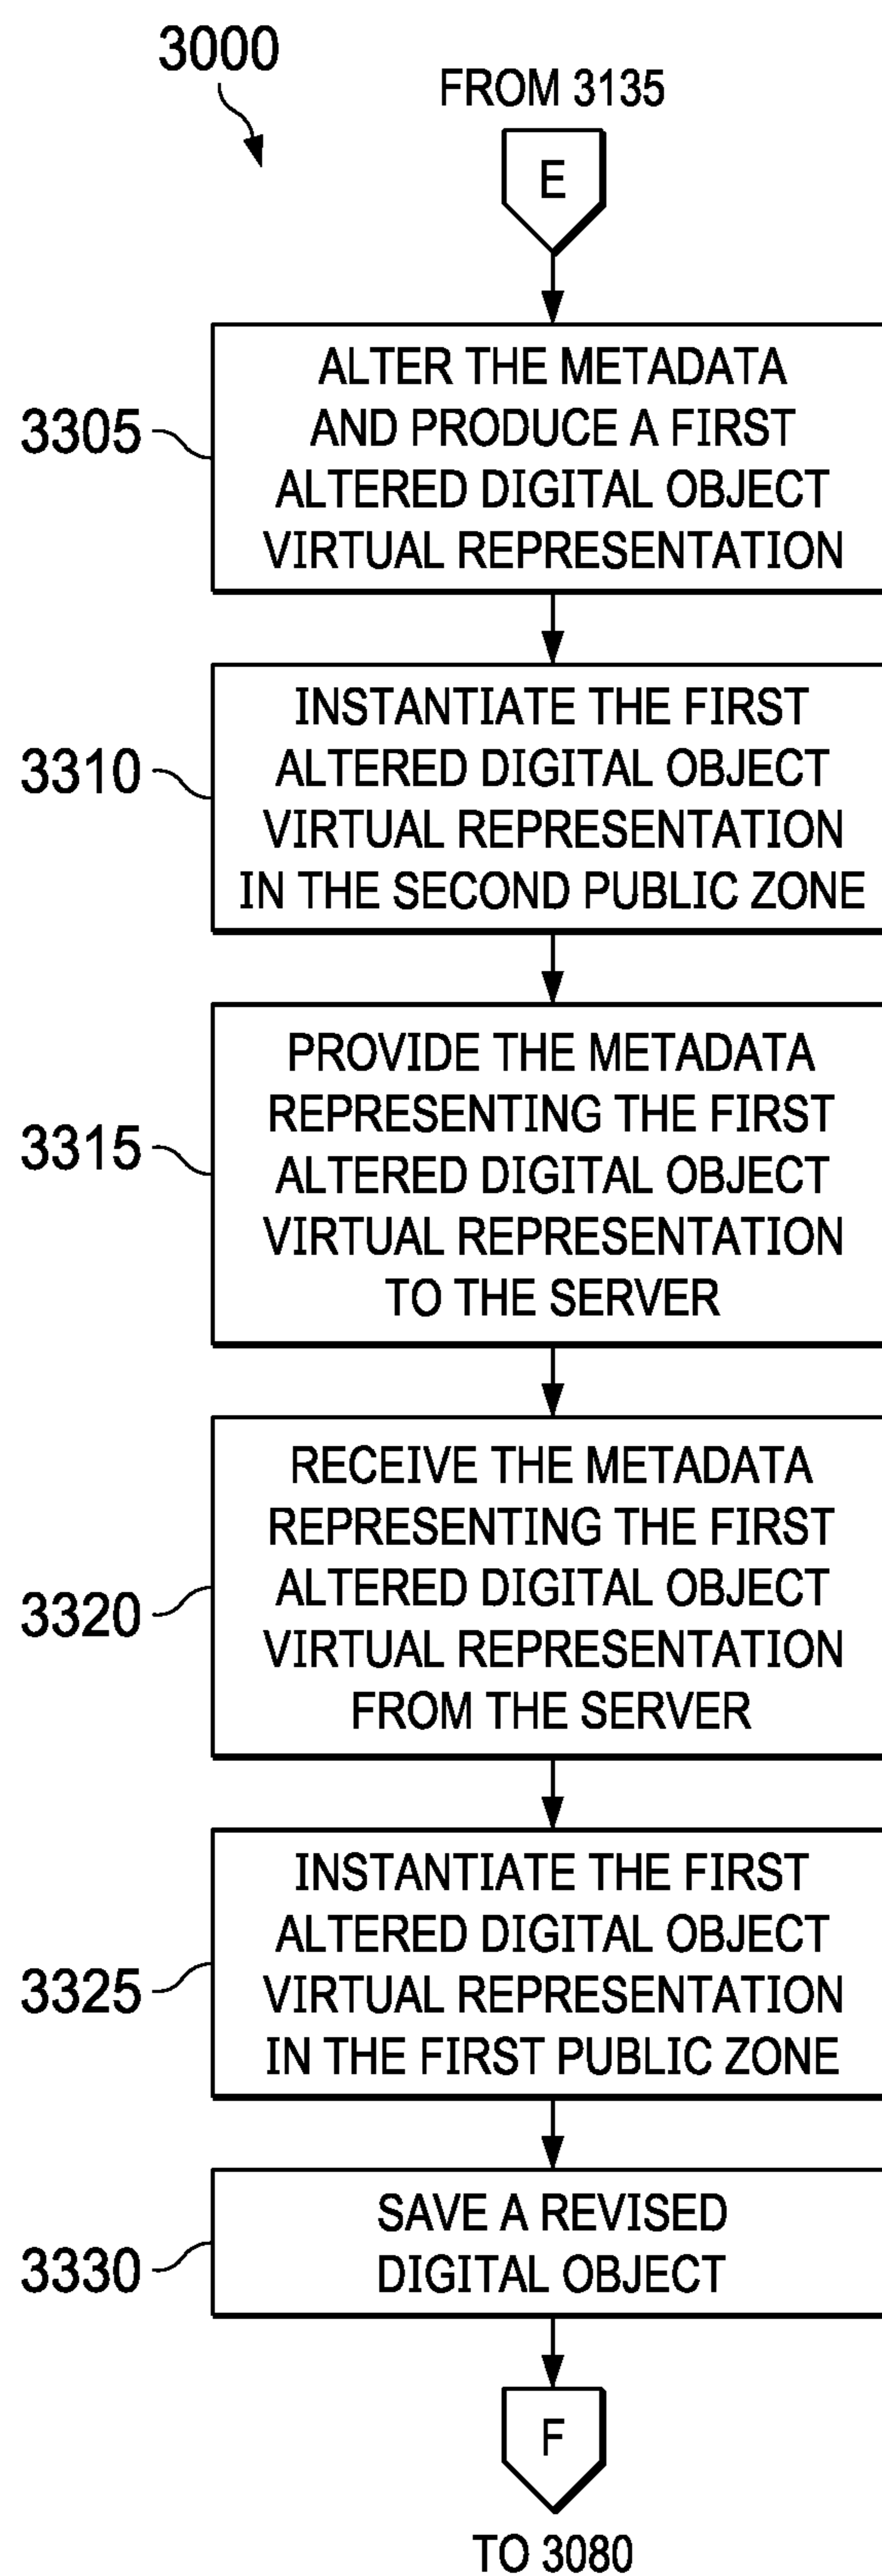 3000
FROM 3135
E
3305
ALTER THE METADATA
AND PRODUCE A FIRST
ALTERED DIGITAL OBJECT
VIRTUAL REPRESENTATION
3310
INSTANTIATE THE FIRST
ALTERED DIGITAL OBJECT
VIRTUAL REPRESENTATION
IN THE SECOND PUBLIC ZONE
3315
PROVIDE THE METADATA
REPRESENTING THE FIRST
ALTERED DIGITAL OBJECT
VIRTUAL REPRESENTATION
TO THE SERVER
3320
RECEIVE THE METADATA
REPRESENTING THE FIRST
ALTERED DIGITAL OBJECT
VIRTUAL REPRESENTATION
FROM THE SERVER
3325
INSTANTIATE THE FIRST
ALTERED DIGITAL OBJECT
VIRTUAL REPRESENTATION
IN THE FIRST PUBLIC ZONE
3330
SAVE A REVISED
DIGITAL OBJECT
F
TO 3080